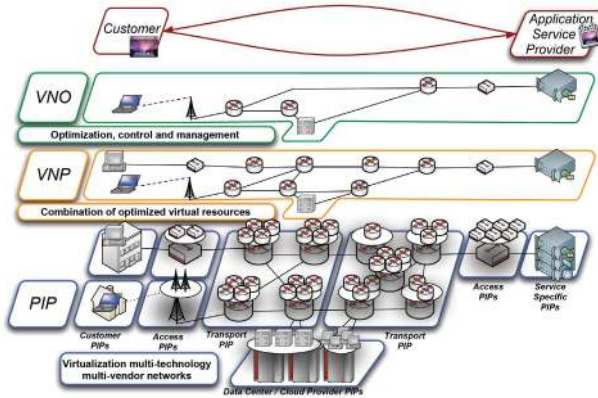 Customer
Application
Service
Provider
VNO
Optimization, control and management
VNP
Combination of optimized virtual resources
PIP
Customer
PIPs
Access
PIPs
Transport
PIP
Transport
PIP
Access
PIPs
Service
Specific
PIPs
Virtualization multi-technology
multi-vendor networks
Data Center / Cloud Provider PIPs